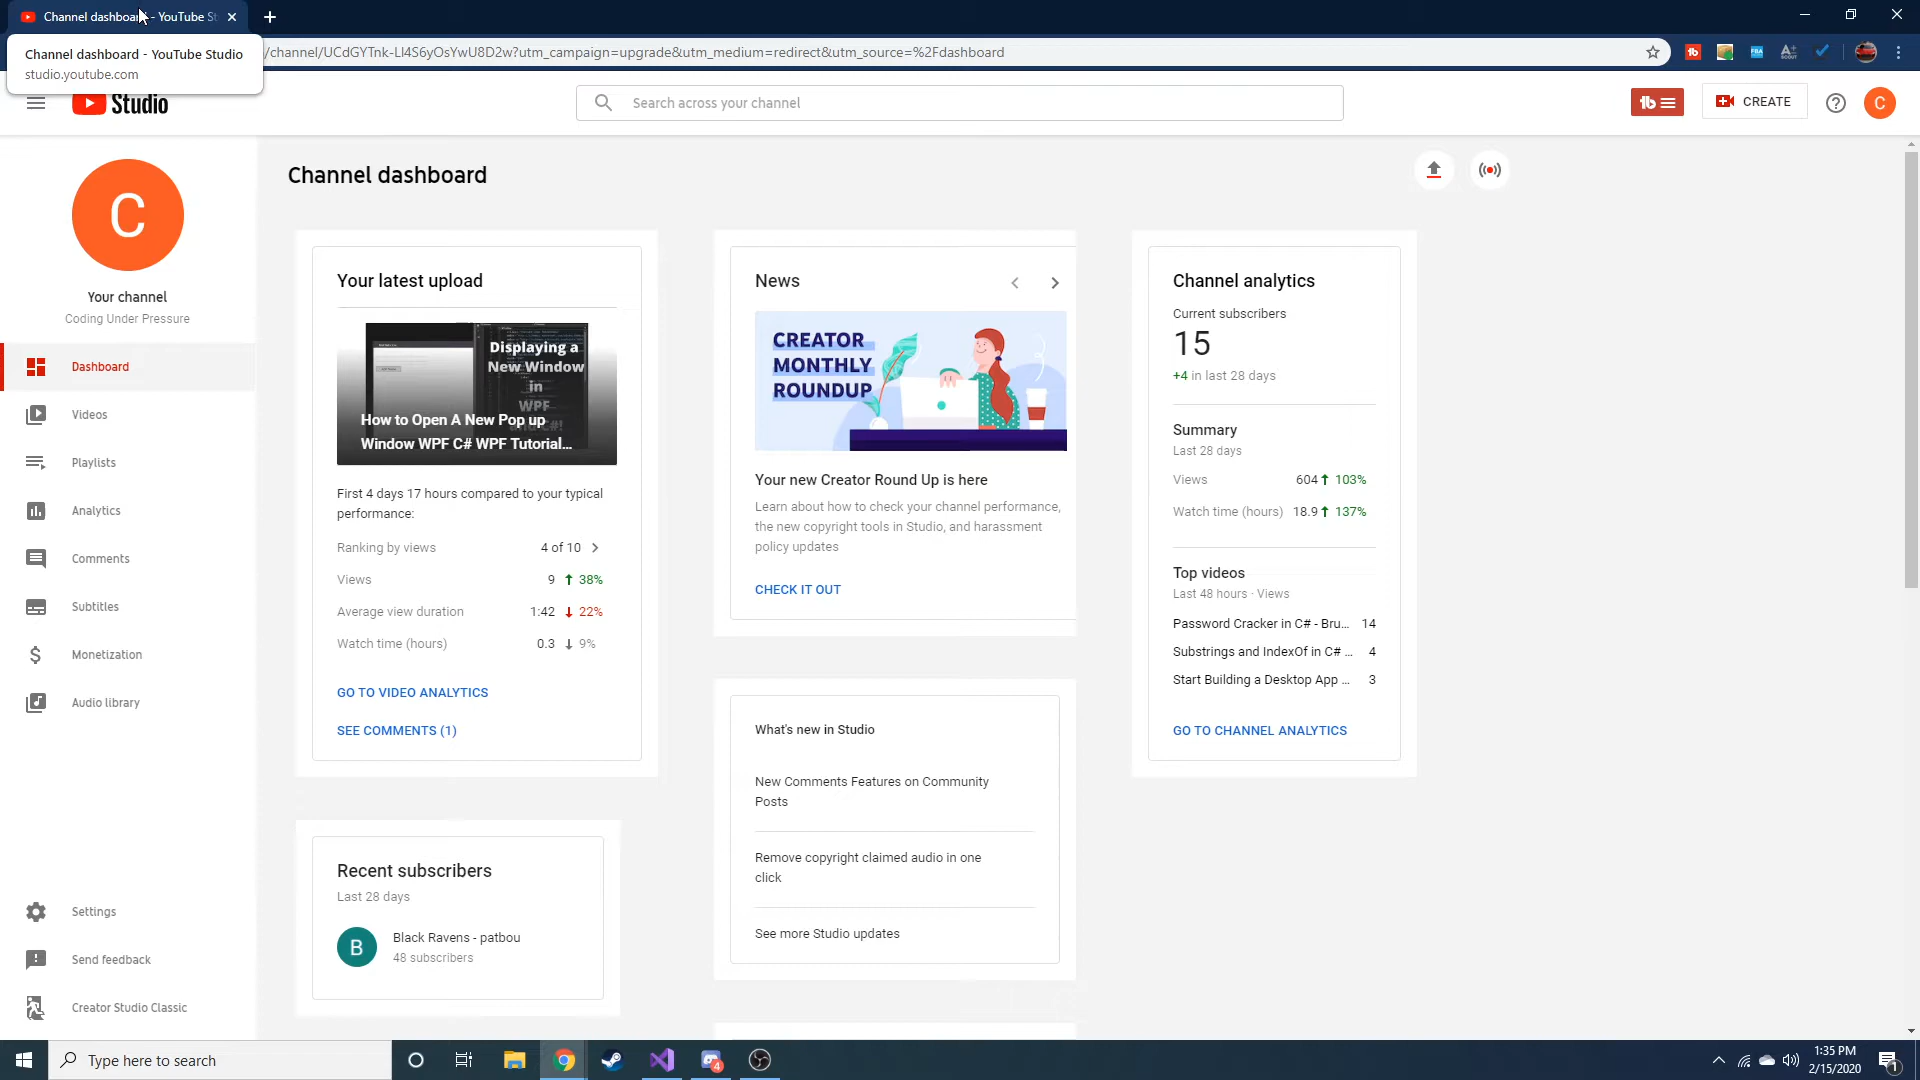 Channel dashboard - YouTube St
Channel dashboard - YouTube Studio
studio.youtube.com
/channel/UCdGYTnk-LI4S6yOsYwU8D2w?utm_campaign=upgrade&utm_medium=redirect&utm_source=%2Fdashboard
Studio
Search across your channel
CREATE
C
C
Your channel
Coding Under Pressure
Dashboard
Videos
Playlists
Analytics
Comments
Subtitles
Monetization
Audio library
Settings
Send feedback
Creator Studio Classic
Channel dashboard
Your latest upload
Displaying a
New Window
in
WPF
and C#!
How to Open A New Pop up
Window WPF C# WPF Tutorial...
First 4 days 17 hours compared to your typical
performance:
Ranking by views 4 of 10
Views 9 38%
Average view duration 1:42 22%
Watch time (hours) 0.3 9%
GO TO VIDEO ANALYTICS
SEE COMMENTS (1)
Recent subscribers
Last 28 days
B
Black Ravens - patbou
48 subscribers
News
CREATOR
MONTHLY
ROUNDUP
Your new Creator Round Up is here
Learn about how to check your channel performance,
the new copyright tools in Studio, and harassment
policy updates
CHECK IT OUT
What's new in Studio
New Comments Features on Community
Posts
Remove copyright claimed audio in one
click
See more Studio updates
Channel analytics
Current subscribers
15
+4 in last 28 days
Summary
Last 28 days
Views 604 103%
Watch time (hours) 18.9 137%
Top videos
Last 48 hours · Views
Password Cracker in C# - Bru... 14
Substrings and IndexOf in C# ... 4
Start Building a Desktop App ... 3
GO TO CHANNEL ANALYTICS
Type here to search
4
1:35 PM
2/15/2020
1